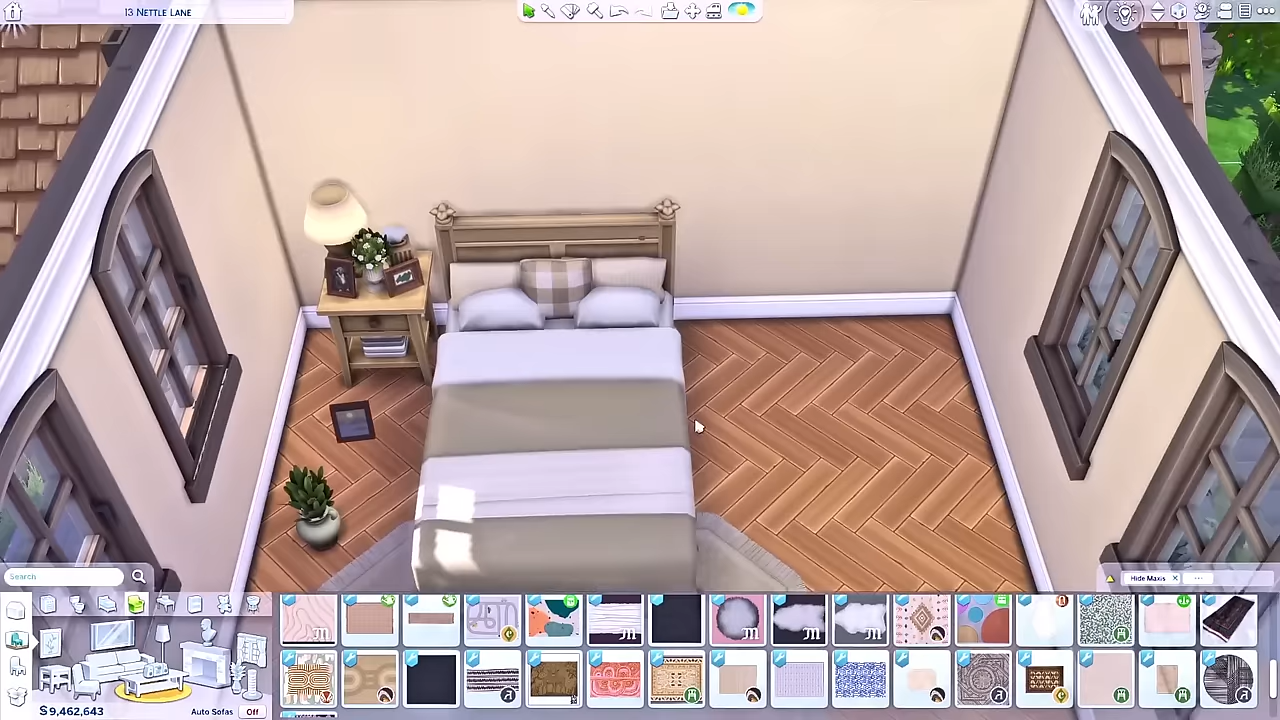 13 NETTLE LANE
Search
Hide Maxis
§9,462,643
Auto Sofas Off